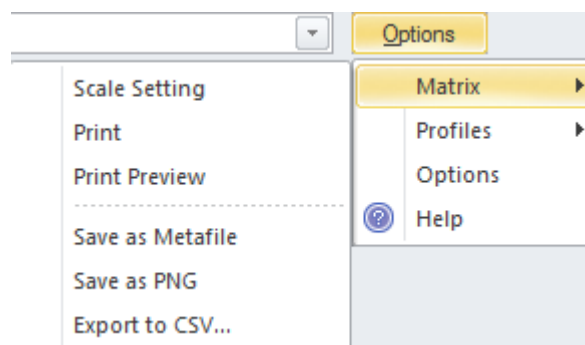 Options
Matrix
Profiles
Options
Help
Scale Setting
Print
Print Preview
Save as Metafile
Save as PNG
Export to CSV...